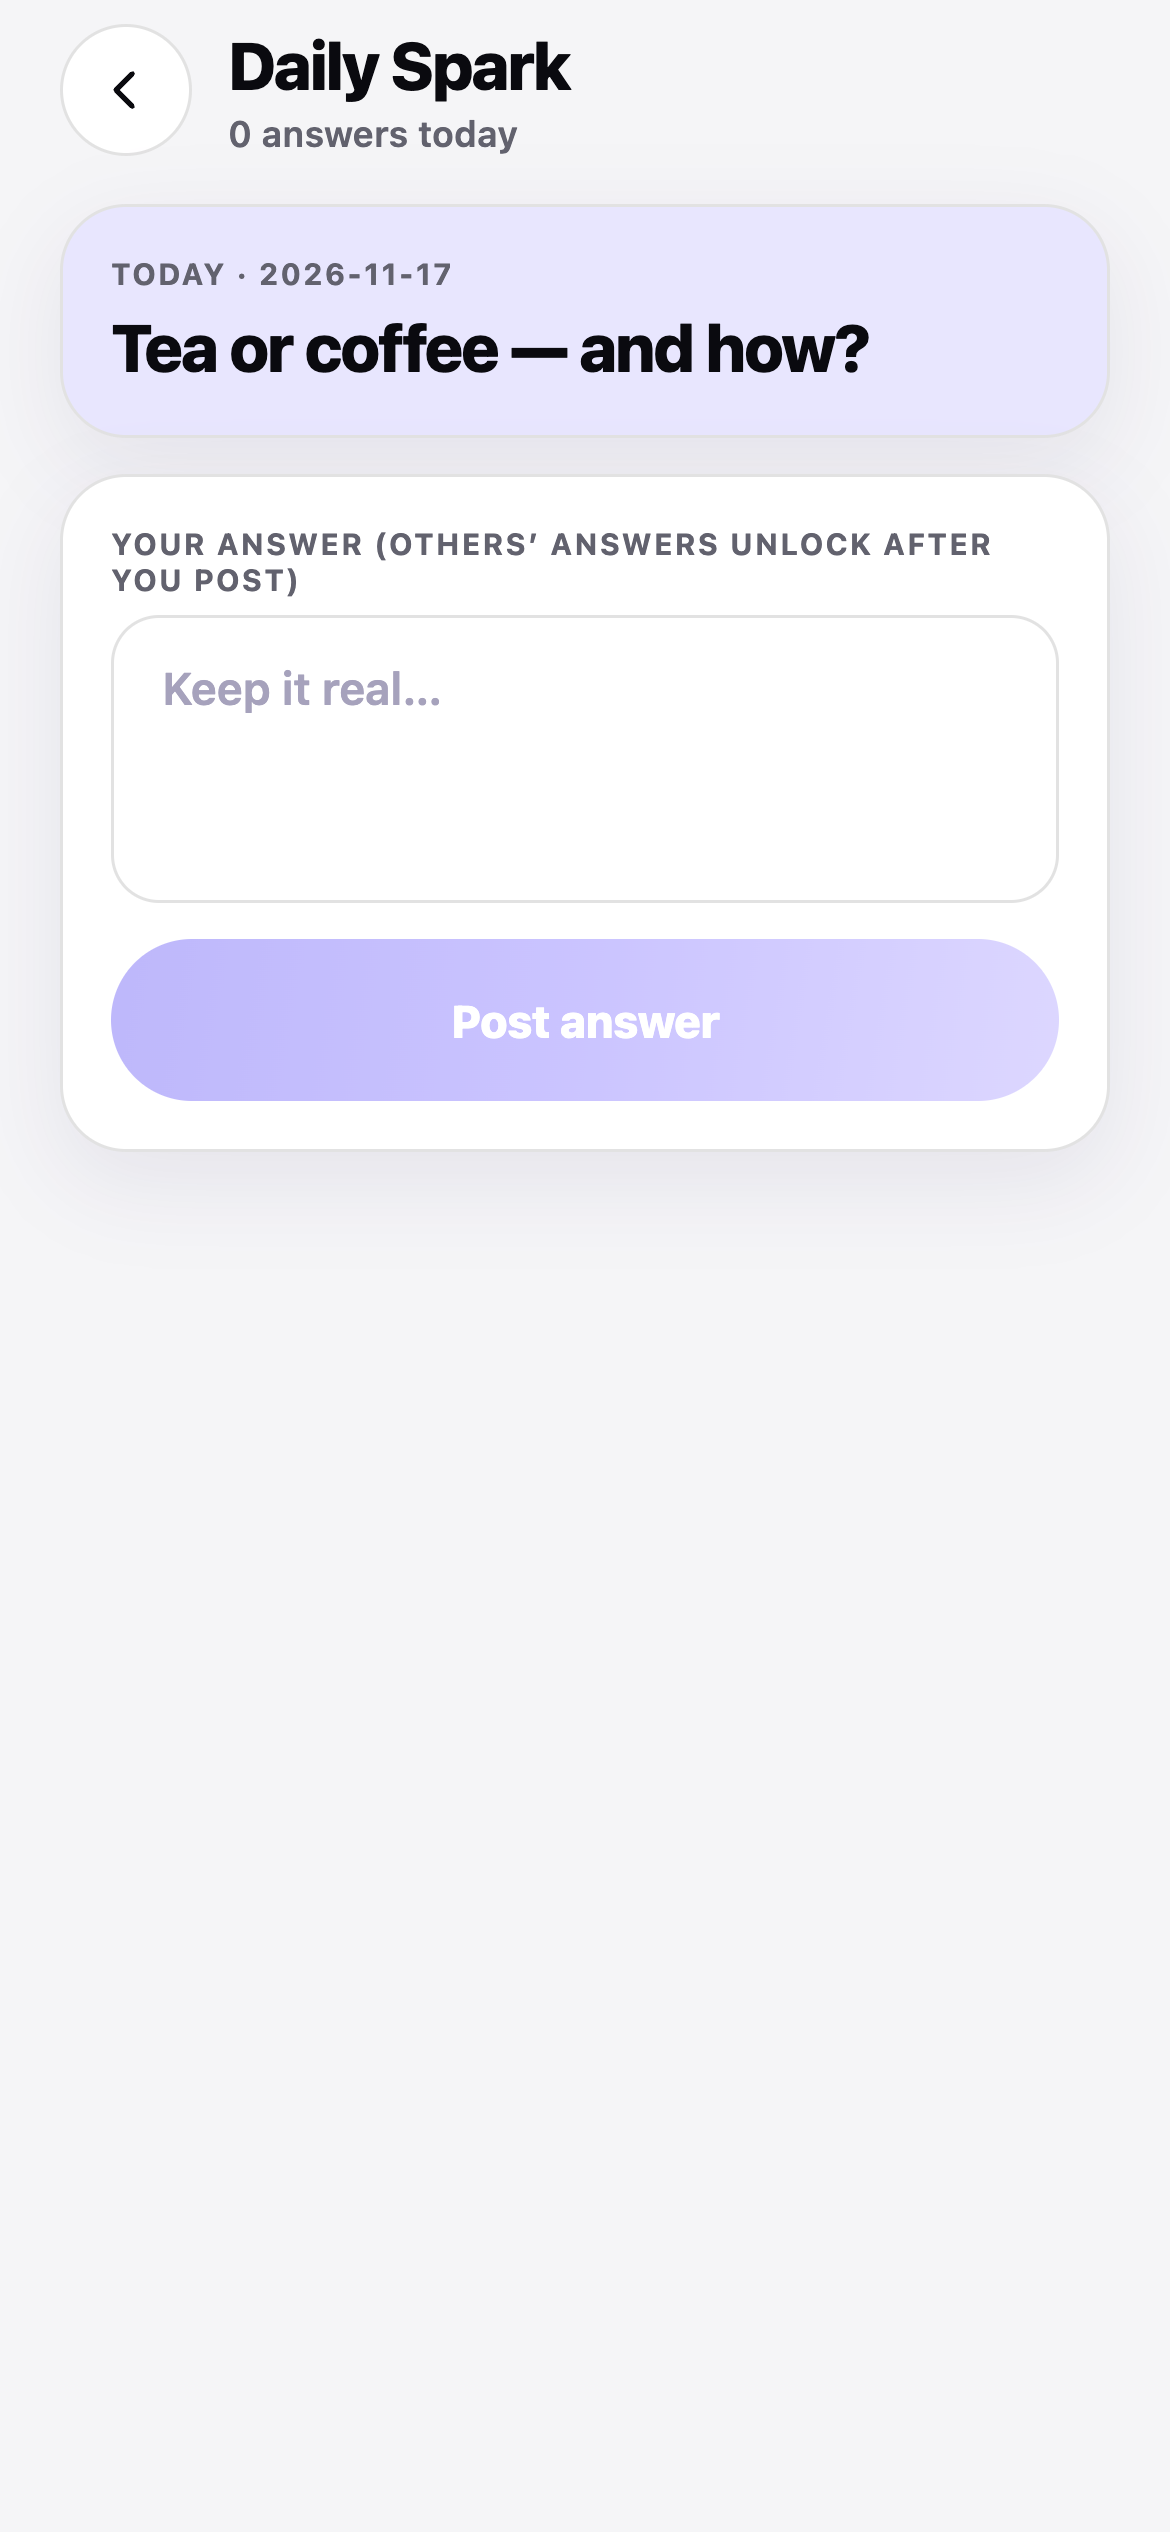 Daily Spark
0 answers today
TODAY · 2026-11-17
Tea or coffee — and how?
YOUR ANSWER (OTHERS’ ANSWERS UNLOCK AFTER
YOU POST)
Keep it real...
Post answer